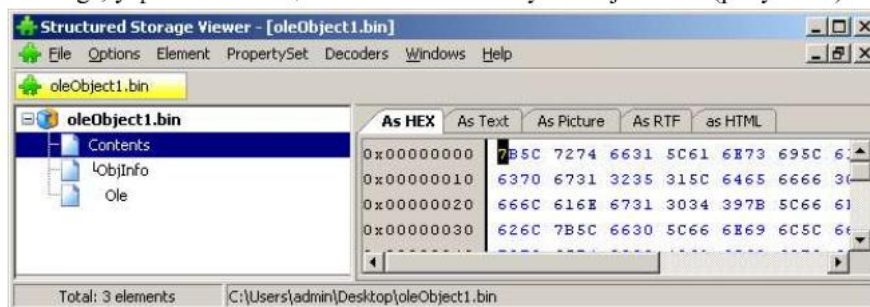 Structured Storage Viewer - [oleObject1.bin]
File Options Element PropertySet Decoders Windows Help
oleObject1.bin
oleObject1.bin
Contents
└ObjInfo
Ole
As HEX As Text As Picture As RTF as HTML
0x00000000 7B5C 7274 6631 5C61 6E73 695C
0x00000010 6370 6731 3235 315C 6465 6666
0x00000020 666C 616E 6731 3034 397B 5C66
0x00000030 626C 7B5C 6630 5C66 6E69 6C5C
Total: 3 elements C:\Users\admin\Desktop\oleObject1.bin